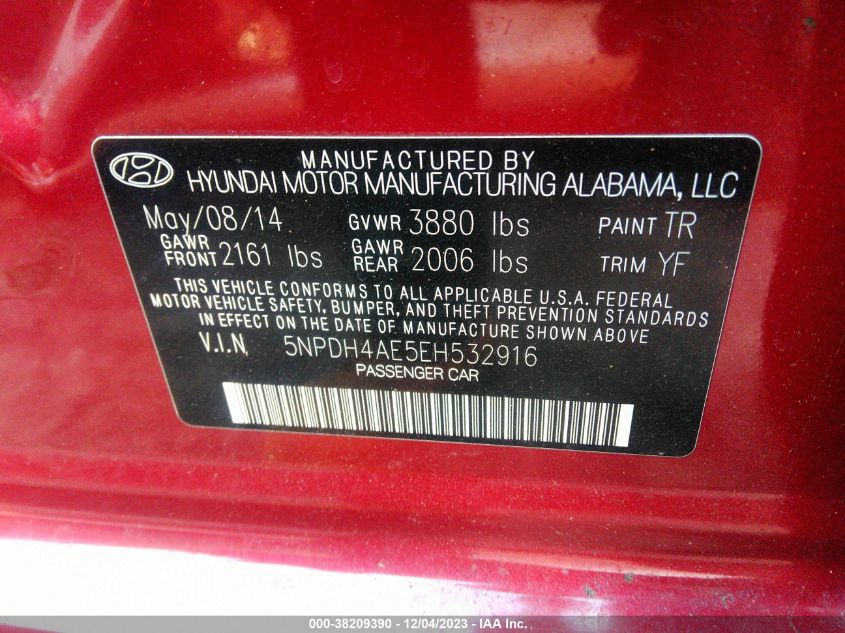 MANUFACTURED BY
HYUNDAI MOTOR MANUFACTURING ALABAMA, LLC
May/08/14 GVWR 3880 lbs PAINT TR
GAWR FRONT 2161 lbs GAWR REAR 2006 lbs TRIM YF
THIS VEHICLE CONFORMS TO ALL APPLICABLE U.S.A. FEDERAL
MOTOR VEHICLE SAFETY, BUMPER, AND THEFT PREVENTION STANDARDS
IN EFFECT ON THE DATE OF MANUFACTURE SHOWN ABOVE
V.I.N. 5NPDH4AE5EH532916
PASSENGER CAR
000-38209390 - 12/04/2023 - IAA Inc.